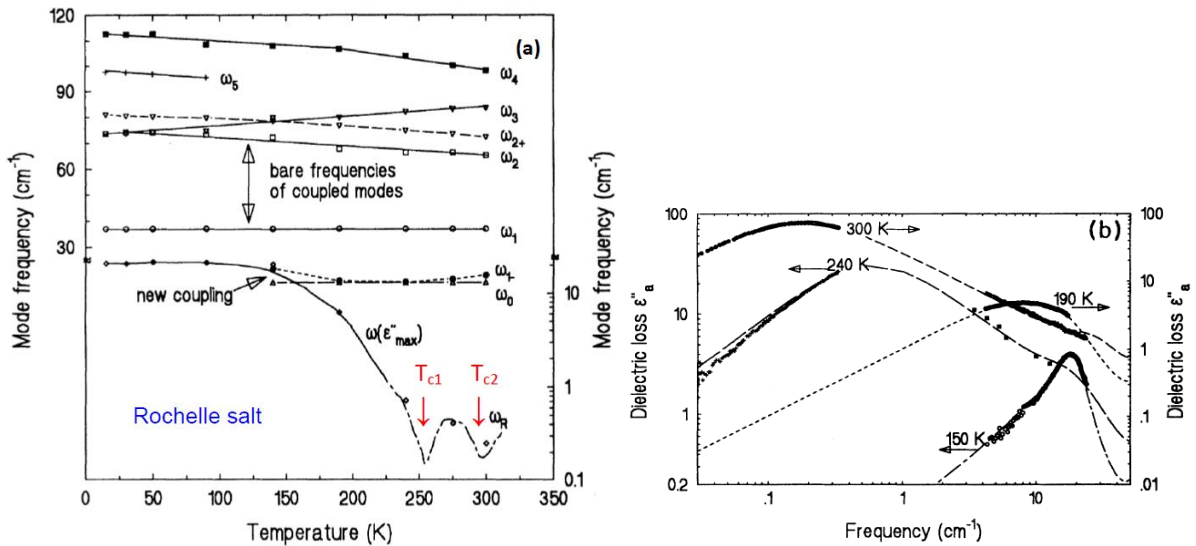 (a)
Mode frequency (cm⁻¹)
120
90
60
30
ω₄
ω₅
ω₃
ω₂₊
ω₂
bare frequencies
of coupled modes
ω₁
ω₁₋
new coupling
ω₀
ω(ε"max)
Tc1
Tc2
Rochelle salt
ωR
Mode frequency (cm⁻¹)
10
1
0.1
0 50 100 150 200 250 300 350
Temperature (K)
(b)
Dielectric loss ε"a
100
10
1
0.2
300 K
240 K
190 K
150 K
100
10
1
.1
.01
Dielectric loss ε"a
.1 1 10
Frequency (cm⁻¹)